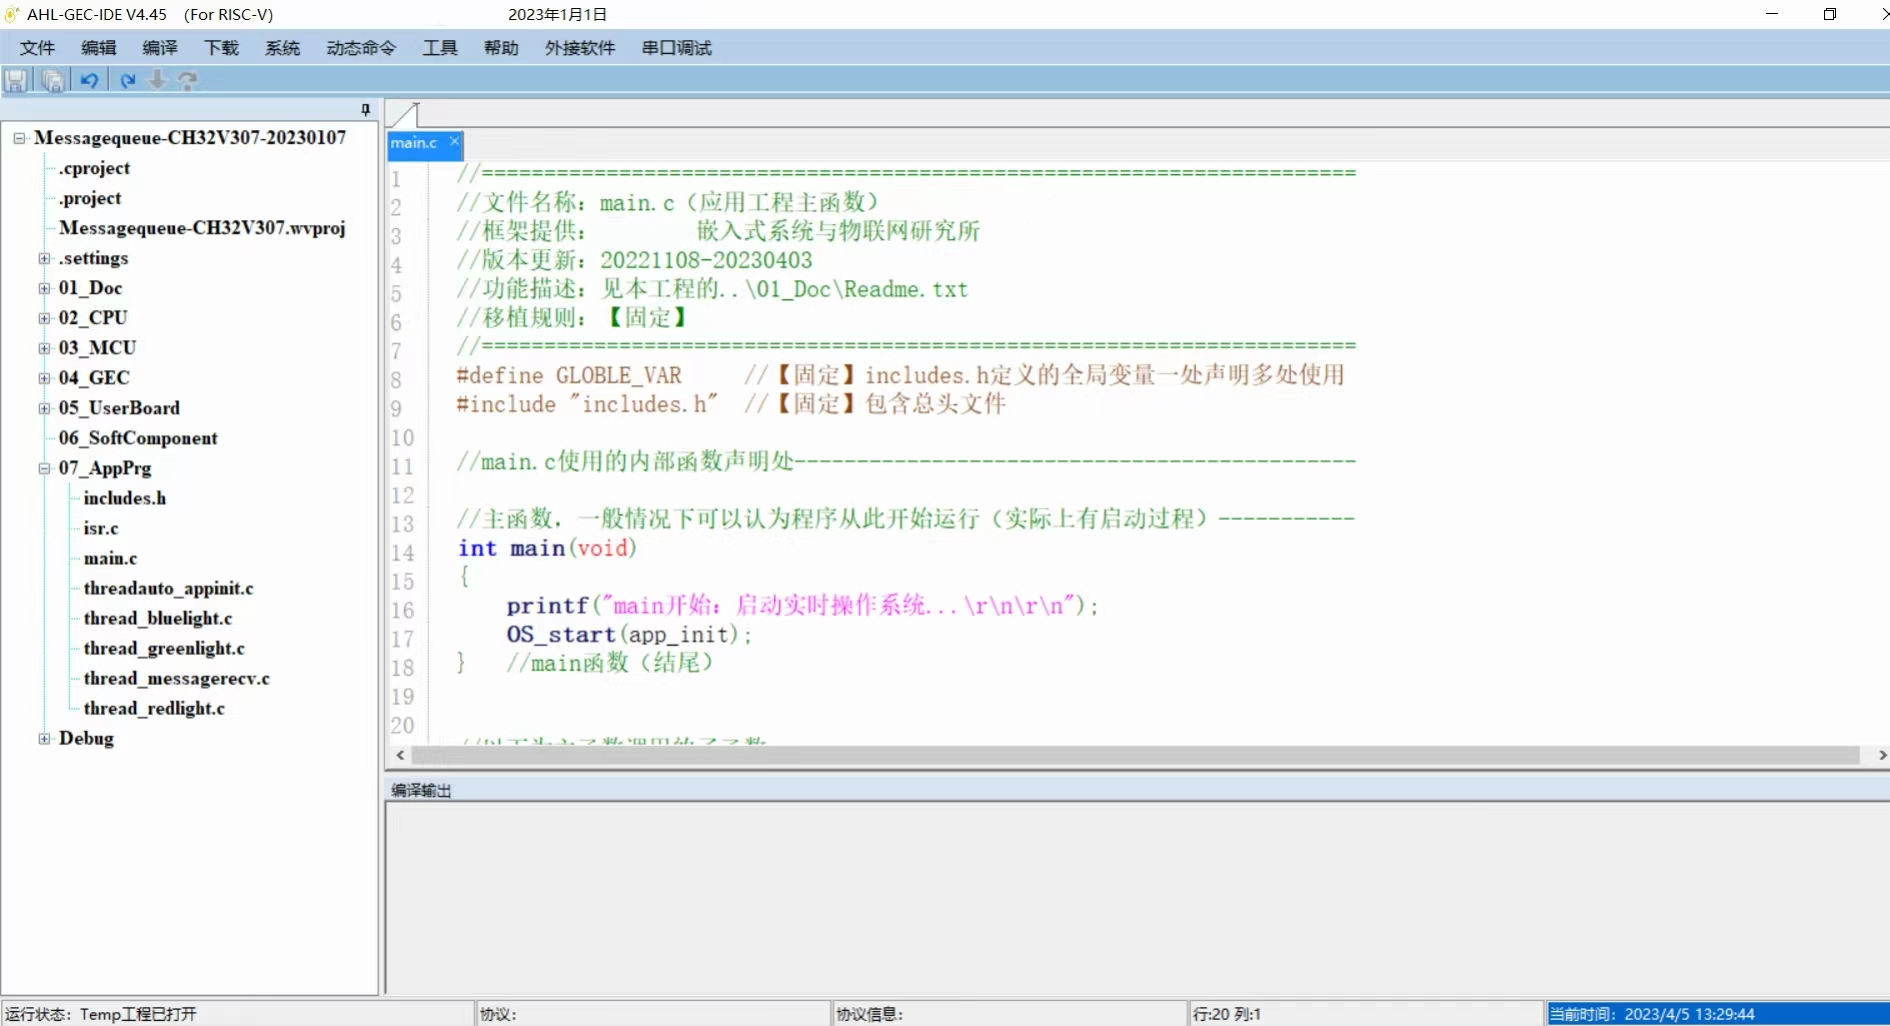 AHL-GEC-IDE V4.45 (For RISC-V) 2023年1月1日
文件 编辑 编译 下载 系统 动态命令 工具 帮助 外接软件 串口调试
Messagequeue-CH32V307-20230107
.cproject
.project
Messagequeue-CH32V307.wvproj
.settings
01_Doc
02_CPU
03_MCU
04_GEC
05_UserBoard
06_SoftComponent
07_AppPrg
includes.h
isr.c
main.c
threadauto_appinit.c
thread_bluelight.c
thread_greenlight.c
thread_messagerecv.c
thread_redlight.c
Debug
main.c
1 //======================================================================
2 //文件名称：main.c（应用工程主函数）
3 //框架提供： 嵌入式系统与物联网研究所
4 //版本更新：20221108-20230403
5 //功能描述：见本工程的..\01_Doc\Readme.txt
6 //移植规则：【固定】
7 //======================================================================
8 #define GLOBLE_VAR //【固定】includes.h定义的全局变量一处声明多处使用
9 #include "includes.h" //【固定】包含总头文件
10
11 //main.c使用的内部函数声明处---------------------------------------------
12
13 //主函数，一般情况下可以认为程序从此开始运行（实际上有启动过程）-----------
14 int main(void)
15 {
16 printf("main开始：启动实时操作系统...\r\n\r\n");
17 OS_start(app_init);
18 } //main函数（结尾）
19
20
编译输出
运行状态：Temp工程已打开 协议： 协议信息： 行:20 列:1 当前时间：2023/4/5 13:29:44